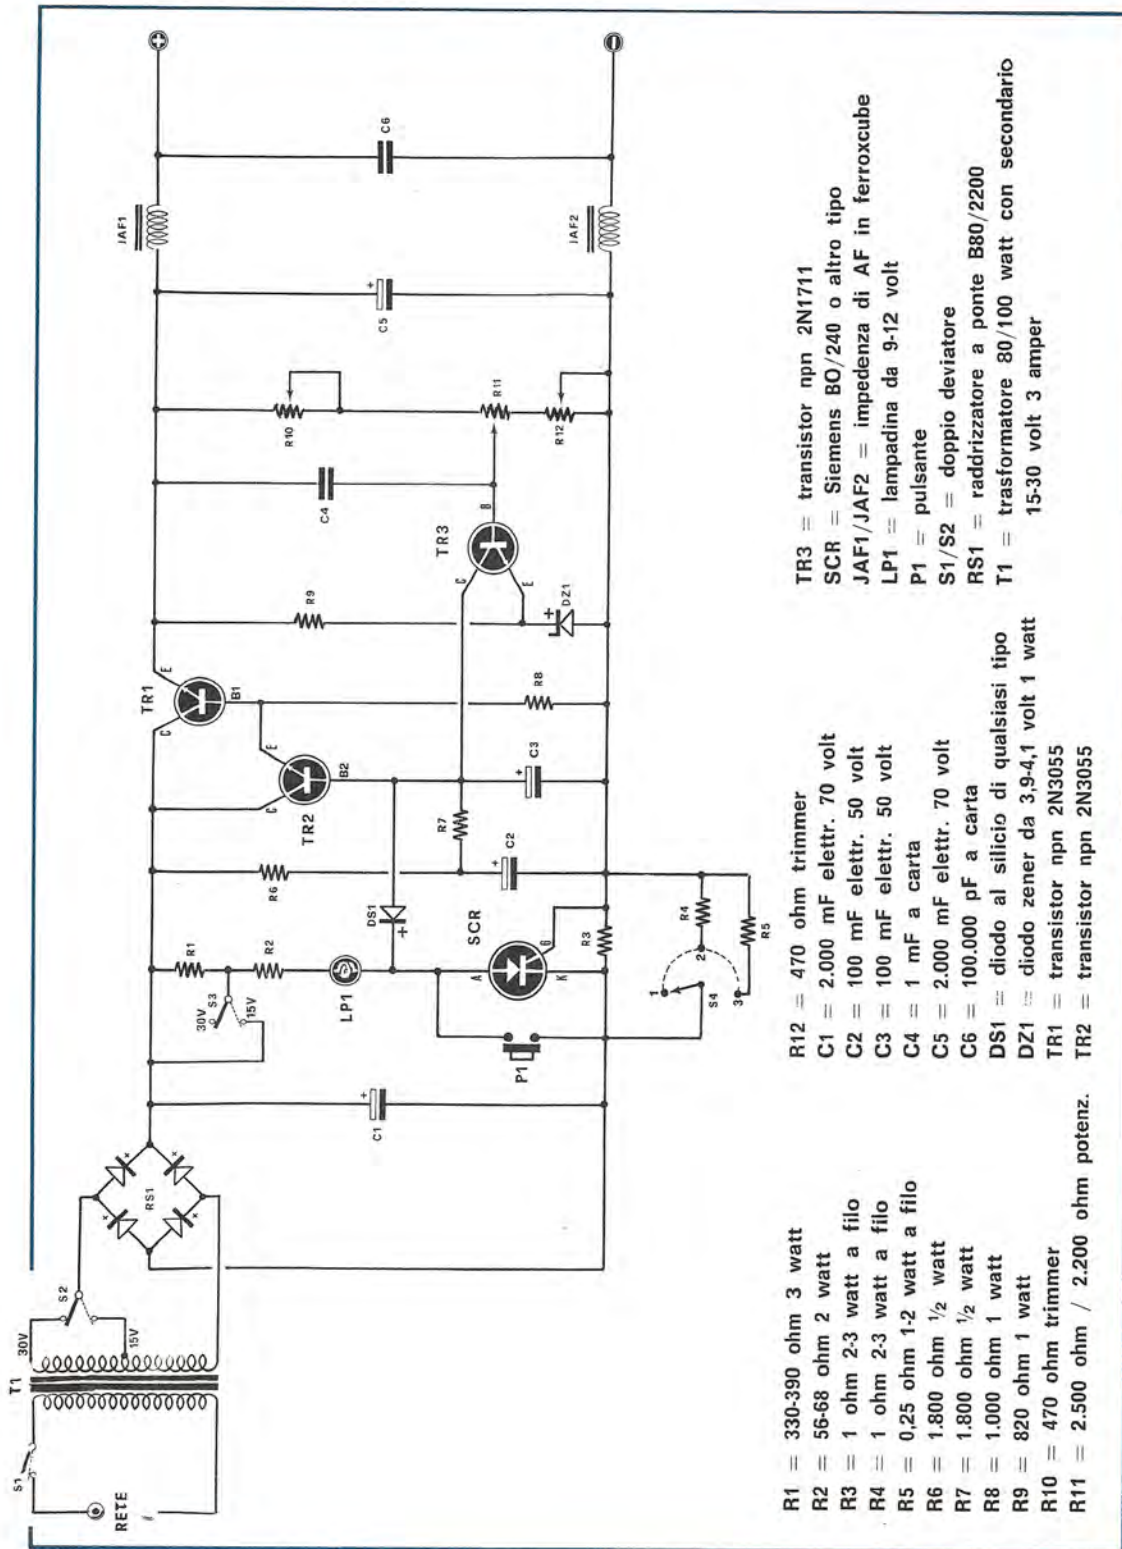 RETE
S1
T1
30V
15V
S2
RS1
C1
30V
S3
15V
R1
R2
LP1
P1
DS1
SCR
A
G
K
R3
S4
1
2
3
R4
R5
R6
R7
C2
C3
TR2
C
E
B2
TR1
C
E
B1
R8
R9
TR3
C
B
E
DZ1
C4
R10
R11
R12
C5
JAF1
JAF2
C6
R1 = 330-390 ohm 3 watt
R2 = 56-68 ohm 2 watt
R3 = 1 ohm 2-3 watt a filo
R4 = 1 ohm 2-3 watt a filo
R5 = 0,25 ohm 1-2 watt a filo
R6 = 1.800 ohm ½ watt
R7 = 1.800 ohm ½ watt
R8 = 1.000 ohm 1 watt
R9 = 820 ohm 1 watt
R10 = 470 ohm trimmer
R11 = 2.500 ohm / 2.200 ohm potenz.
R12 = 470 ohm trimmer
C1 = 2.000 mF elettr. 70 volt
C2 = 100 mF elettr. 50 volt
C3 = 100 mF elettr. 50 volt
C4 = 1 mF a carta
C5 = 2.000 mF elettr. 70 volt
C6 = 100.000 pF a carta
DS1 = diodo al silicio di qualsiasi tipo
DZ1 = diodo zener da 3,9-4,1 volt 1 watt
TR1 = transistor npn 2N3055
TR2 = transistor npn 2N3055
TR3 = transistor npn 2N1711
SCR = Siemens BO/240 o altro tipo
JAF1/JAF2 = impedenza di AF in ferroxcube
LP1 = lampadina da 9-12 volt
P1 = pulsante
S1/S2 = doppio deviatore
RS1 = raddrizzatore a ponte B80/2200
T1 = trasformatore 80/100 watt con secondario
15-30 volt 3 amper